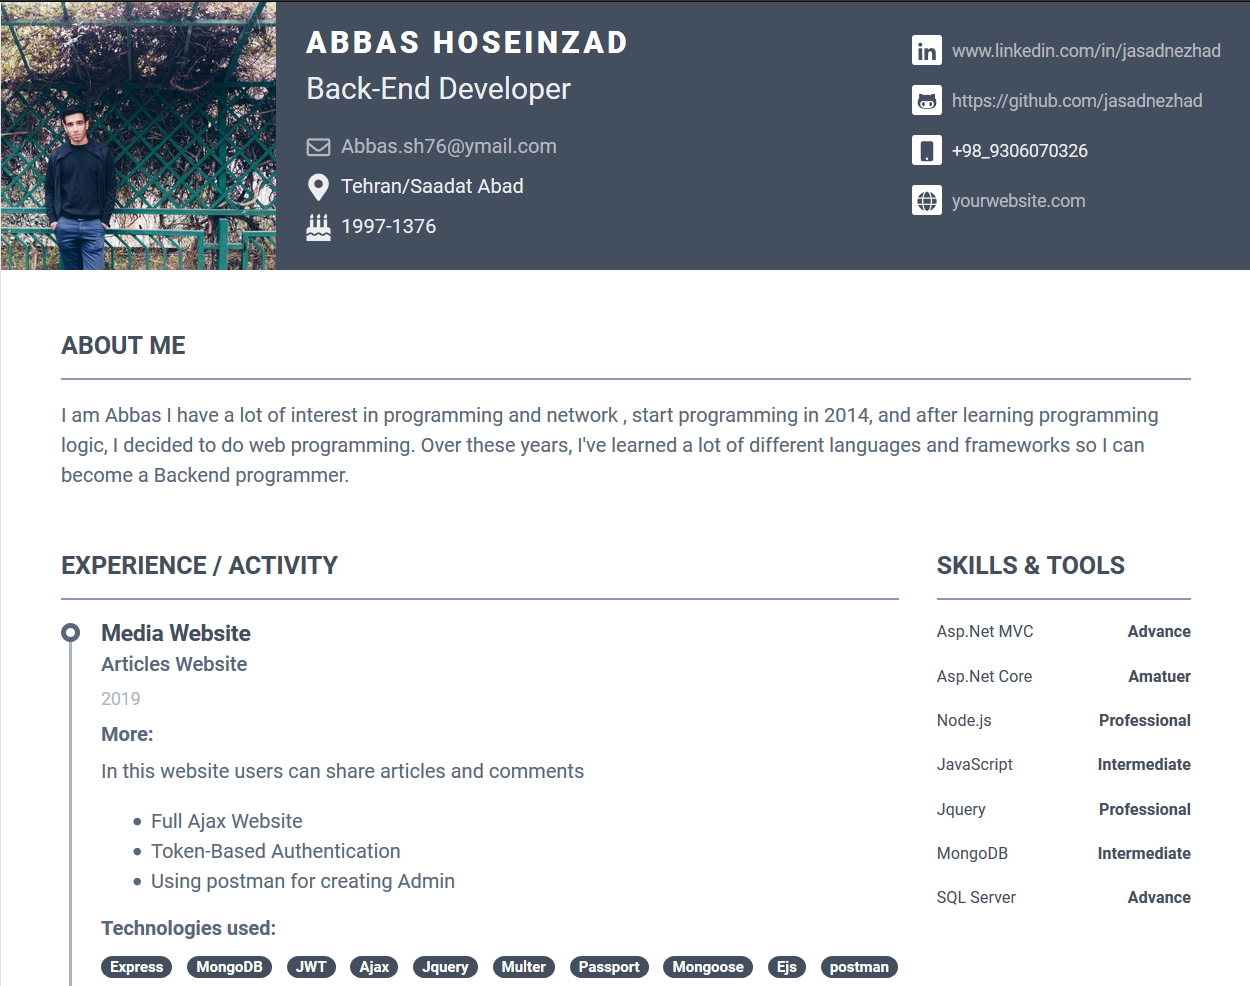 ABBAS HOSEINZAD
Back-End Developer
Abbas.sh76@ymail.com
Tehran/Saadat Abad
1997-1376
www.linkedin.com/in/jasadnezhad
https://github.com/jasadnezhad
+98_9306070326
yourwebsite.com
ABOUT ME
I am Abbas I have a lot of interest in programming and network , start programming in 2014, and after learning programming
logic, I decided to do web programming. Over these years, I've learned a lot of different languages and frameworks so I can
become a Backend programmer.
EXPERIENCE / ACTIVITY
Media Website
Articles Website
2019
More:
In this website users can share articles and comments
Full Ajax Website
Token-Based Authentication
Using postman for creating Admin
Technologies used:
Express MongoDB JWT Ajax Jquery Multer Passport Mongoose Ejs postman
SKILLS & TOOLS
Asp.Net MVC Advance
Asp.Net Core Amatuer
Node.js Professional
JavaScript Intermediate
Jquery Professional
MongoDB Intermediate
SQL Server Advance